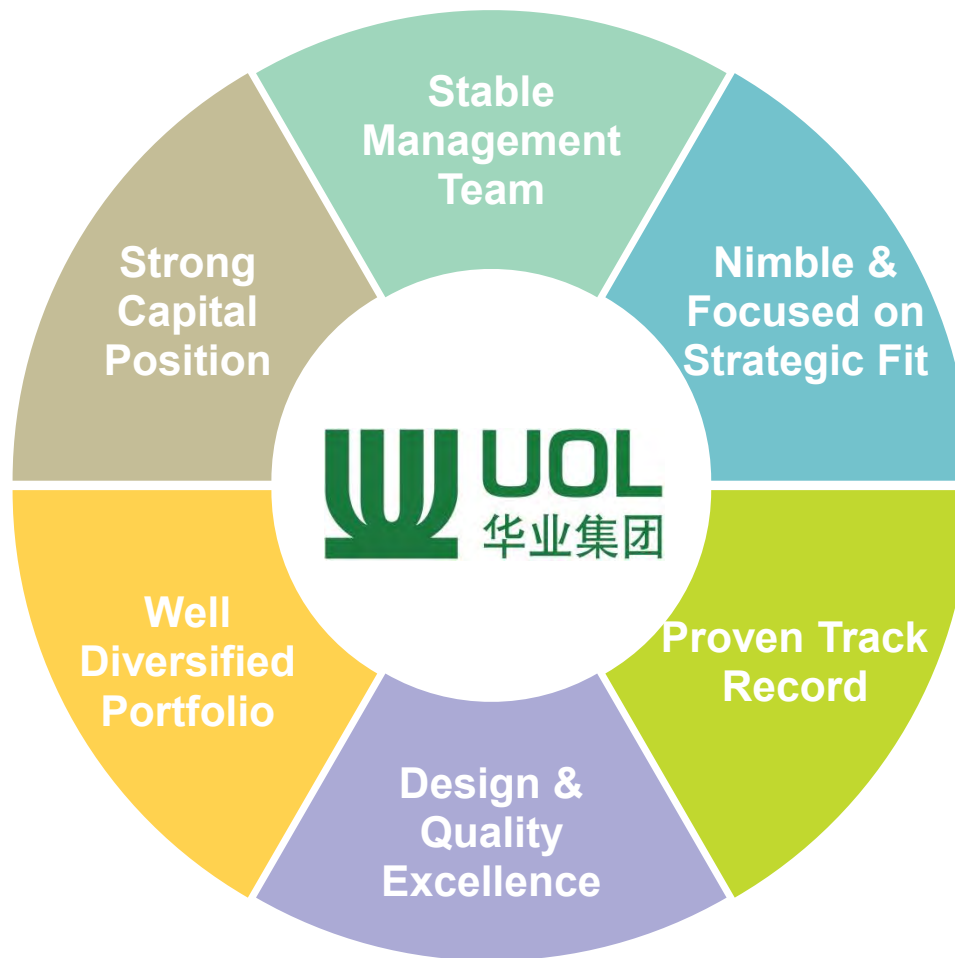 Stable
Management
Team
Nimble &
Focused on
Strategic Fit
Proven Track
Record
Design &
Quality
Excellence
Well
Diversified
Portfolio
Strong
Capital
Position
UOL
华业集团